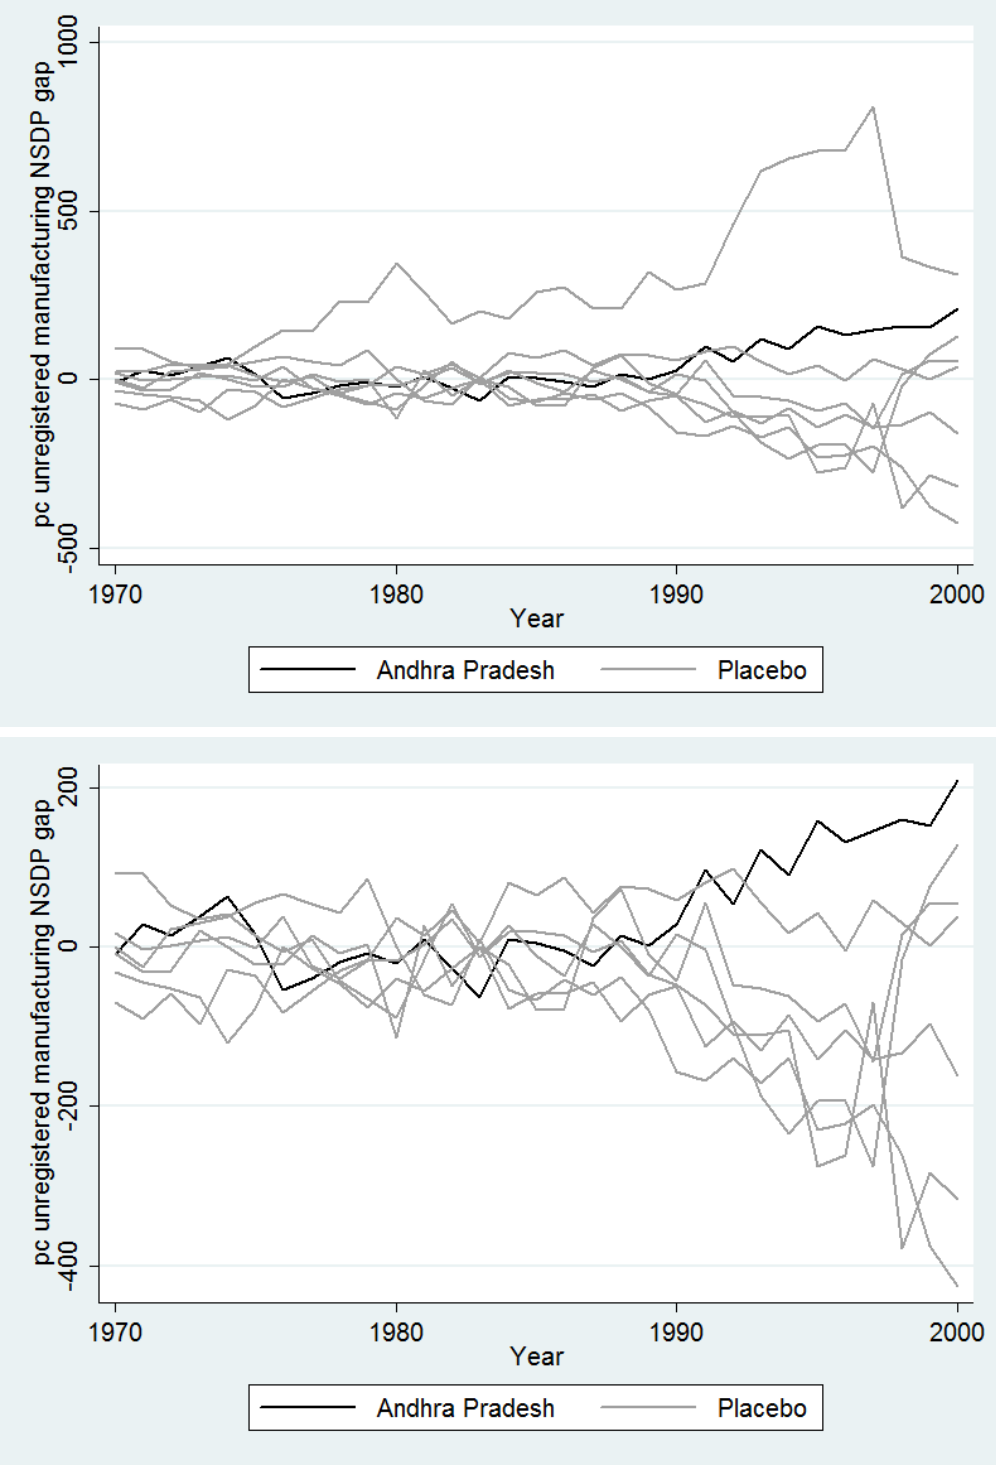 pc unregistered manufacturing NSDP gap
1000
500
0
-500
1970 1980 1990 2000
Year
Andhra Pradesh Placebo
pc unregistered manufacturing NSDP gap
200
0
-200
-400
1970 1980 1990 2000
Year
Andhra Pradesh Placebo